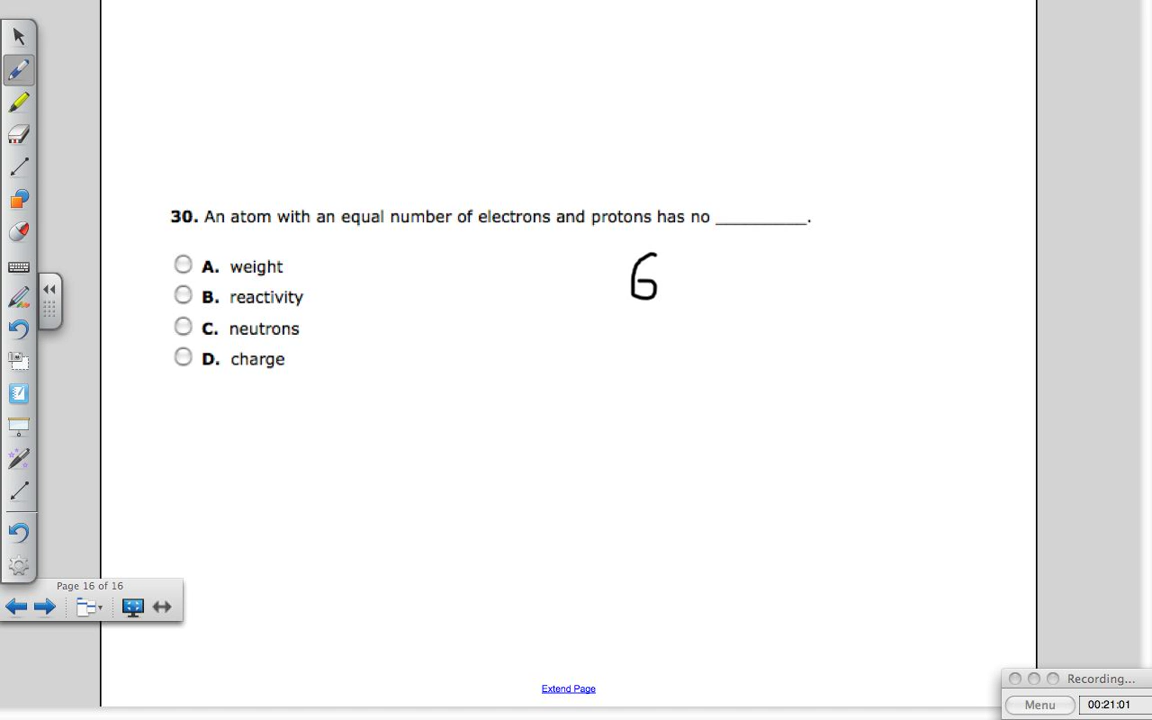 30. An atom with an equal number of electrons and protons has no _________.
A. weight
6
B. reactivity
C. neutrons
D. charge
Page 16 of 16
Extend Page
Recording...
Menu
00:21:01